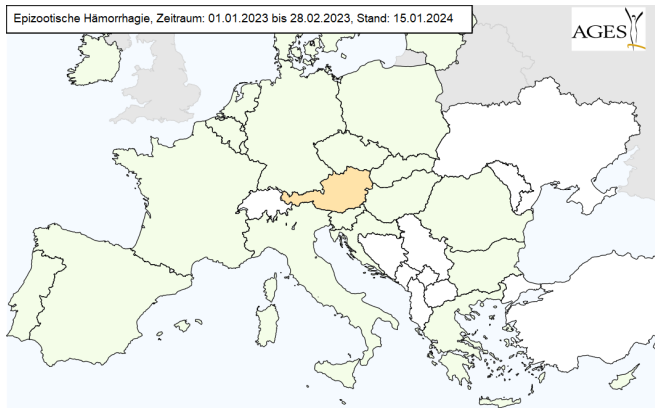 Epizootische Hämorrhagie, Zeitraum: 01.01.2023 bis 28.02.2023, Stand: 15.01.2024
AGES